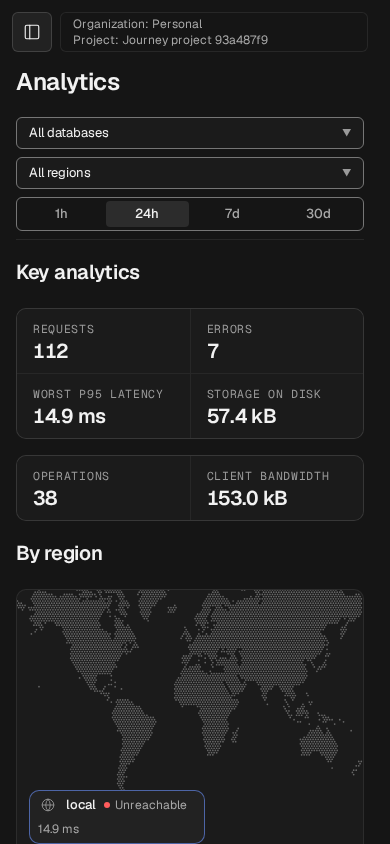 Organization: Personal
Project: Journey project 93a487f9
Analytics
All databases
All regions
1h 24h 7d 30d
Key analytics
REQUESTS ERRORS
112 7
WORST P95 LATENCY STORAGE ON DISK
14.9 ms 57.4 kB
OPERATIONS CLIENT BANDWIDTH
38 153.0 kB
By region
local Unreachable
14.9 ms